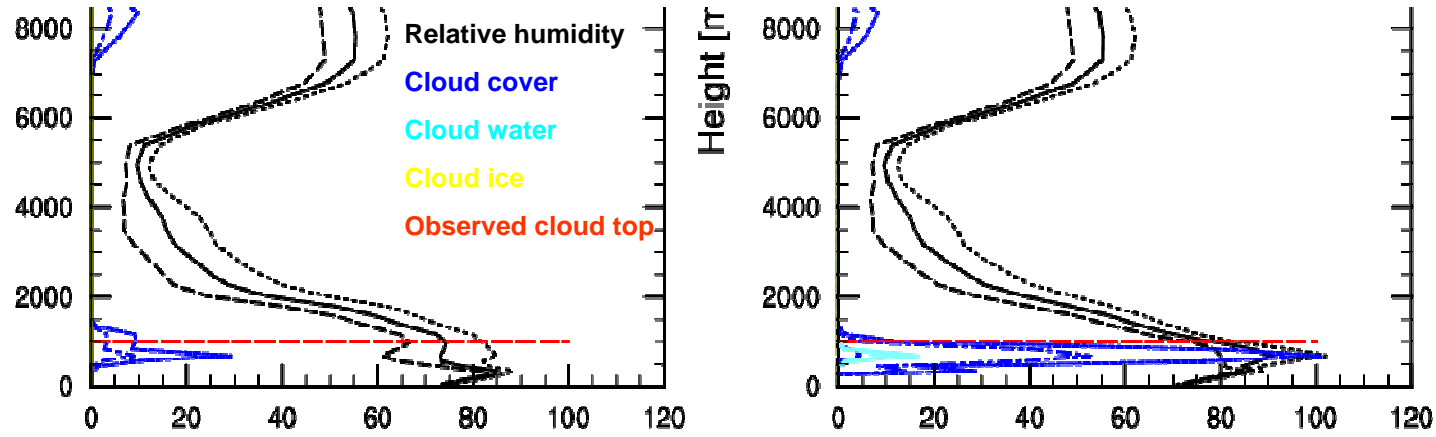 8000
6000
4000
2000
0
0 20 40 60 80 100 120
Relative humidity
Cloud cover
Cloud water
Cloud ice
Observed cloud top
Height [m
8000
6000
4000
2000
0
0 20 40 60 80 100 120